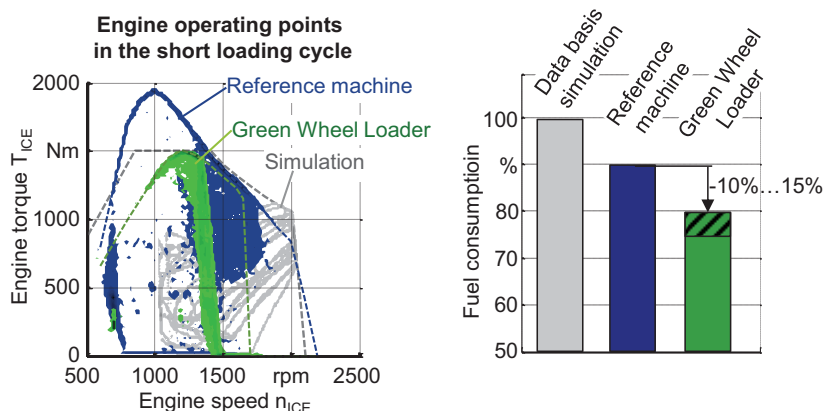 Engine operating points
in the short loading cycle
Engine torque T_ICE
2000
Nm
1000
500
0
Reference machine
Green Wheel Loader
Simulation
500
1000
1500
rpm
2500
Engine speed n_ICE
Fuel consumptioin
100
%
80
70
60
50
Data basis
simulation
Reference
machine
Green Wheel
Loader
-10%…15%